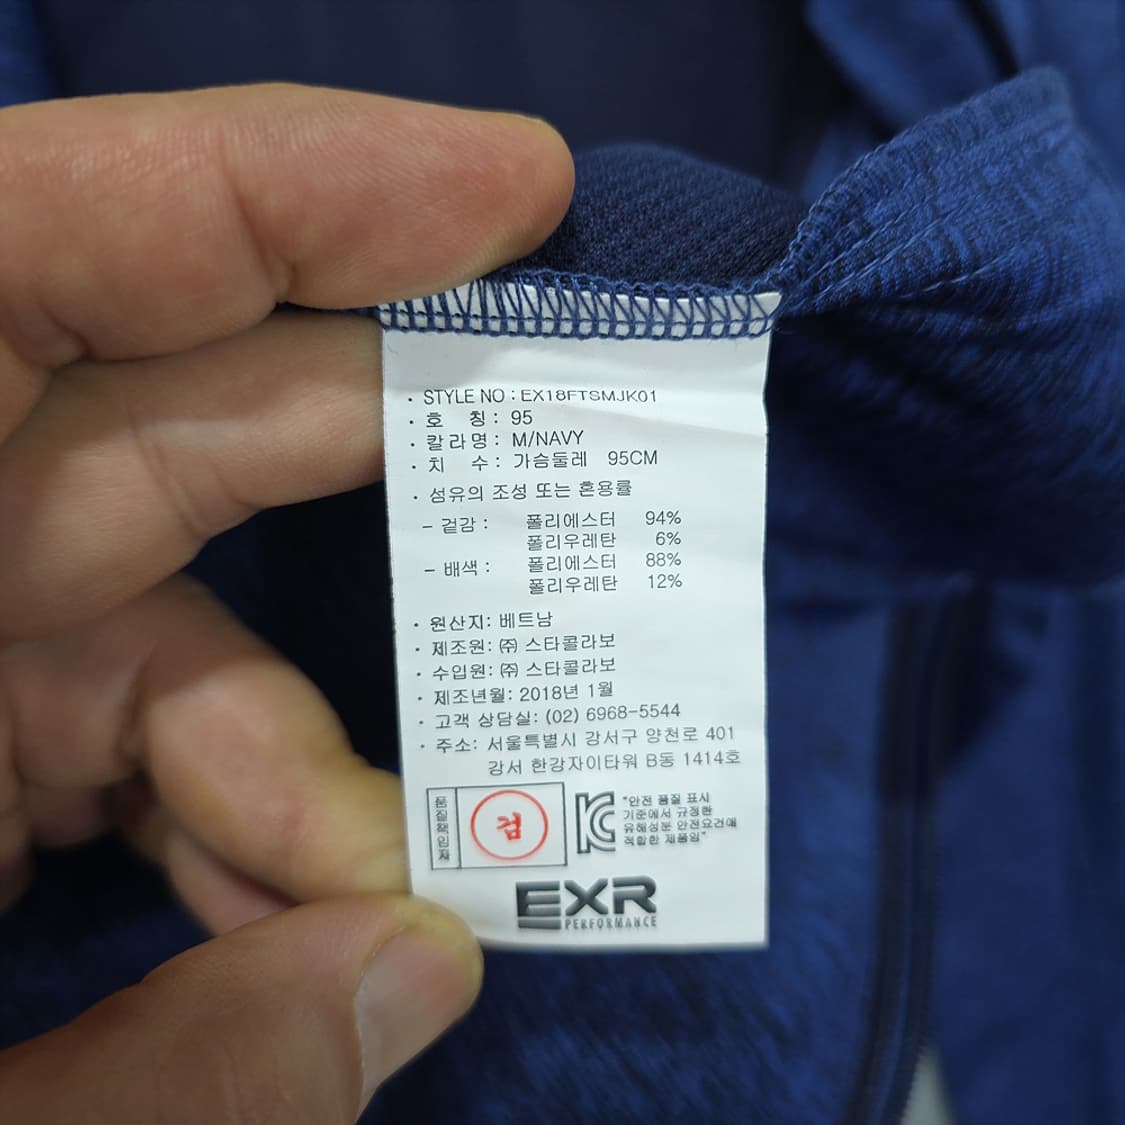 · STYLE NO : EX18FTSMJK01
· 호 칭 : 95
· 칼라명 : M/NAVY
· 치 수 : 가슴둘레 95CM
· 섬유의 조성 또는 혼용률
- 겉감 : 폴리에스터 94%
폴리우레탄 6%
- 배색 : 폴리에스터 88%
폴리우레탄 12%
· 원산지: 베트남
· 제조원: ㈜ 스타콜라보
· 수입원: ㈜ 스타콜라보
· 제조년월: 2018년 1월
· 고객 상담실: (02) 6968-5544
· 주소: 서울특별시 강서구 양천로 401
강서 한강자이타워 B동 1414호
품질책임자
검
KC
"안전 품질 표시
기준에서 규정한
유해성분 안전요건에
적합한 제품임"
EXR
PERFORMANCE